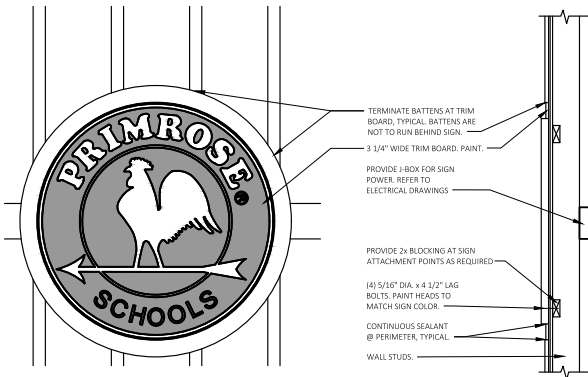 PRIMROSE®
SCHOOLS
TERMINATE BATTENS AT TRIM
BOARD, TYPICAL. BATTENS ARE
NOT TO RUN BEHIND SIGN.
3 1/4" WIDE TRIM BOARD. PAINT.
PROVIDE J-BOX FOR SIGN
POWER. REFER TO
ELECTRICAL DRAWINGS
PROVIDE 2x BLOCKING AT SIGN
ATTACHMENT POINTS AS REQUIRED
(4) 5/16" DIA. x 4 1/2" LAG
BOLTS. PAINT HEADS TO
MATCH SIGN COLOR.
CONTINUOUS SEALANT
@ PERIMETER, TYPICAL.
WALL STUDS.